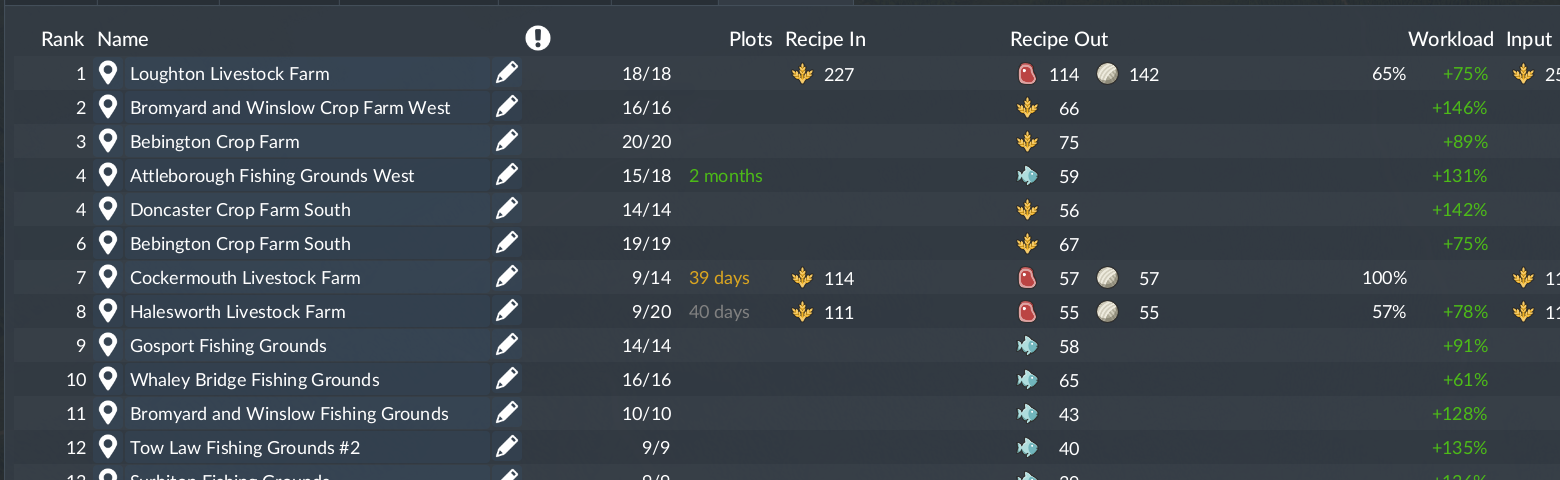 Rank Name ! Plots Recipe In Recipe Out Workload Input
1 Loughton Livestock Farm 18/18 227 114 142 65% +75% 25
2 Bromyard and Winslow Crop Farm West 16/16 66 +146%
3 Bebington Crop Farm 20/20 75 +89%
4 Attleborough Fishing Grounds West 15/18 2 months 59 +131%
4 Doncaster Crop Farm South 14/14 56 +142%
6 Bebington Crop Farm South 19/19 67 +75%
7 Cockermouth Livestock Farm 9/14 39 days 114 57 57 100% 11
8 Halesworth Livestock Farm 9/20 40 days 111 55 55 57% +78% 11
9 Gosport Fishing Grounds 14/14 58 +91%
10 Whaley Bridge Fishing Grounds 16/16 65 +61%
11 Bromyard and Winslow Fishing Grounds 10/10 43 +128%
12 Tow Law Fishing Grounds #2 9/9 40 +135%
Fishing Grounds